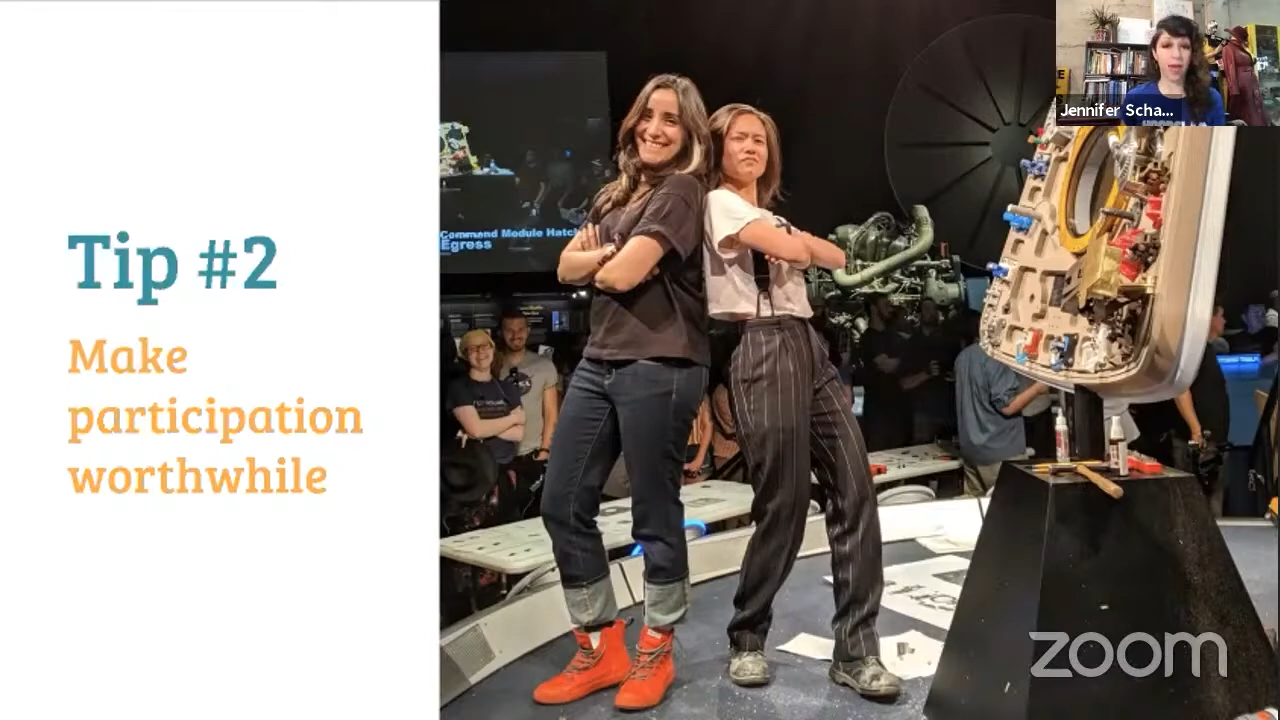 Tip #2
Make
participation
worthwhile
Command Module Hatch
Egress
Jennifer Scha...
zoom